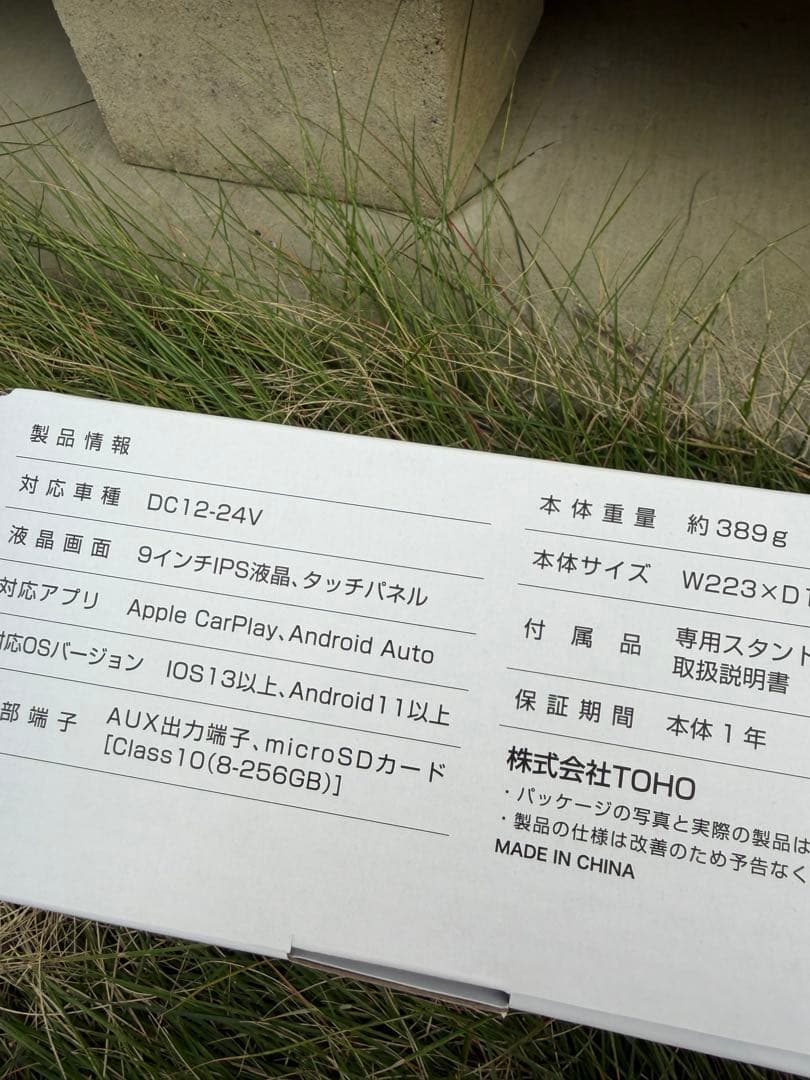 製品情報
対応車種 DC12-24V
液晶画面 9インチIPS液晶、タッチパネル
対応アプリ Apple CarPlay、Android Auto
対応OSバージョン IOS13以上、Android11以上
部端子 AUX出力端子、microSDカード
[Class10(8-256GB)]
本体重量 約389g
本体サイズ W223×D1
付属品 専用スタント
取扱説明書
保証期間 本体1年
株式会社TOHO
・パッケージの写真と実際の製品は
・製品の仕様は改善のため予告なく
MADE IN CHINA